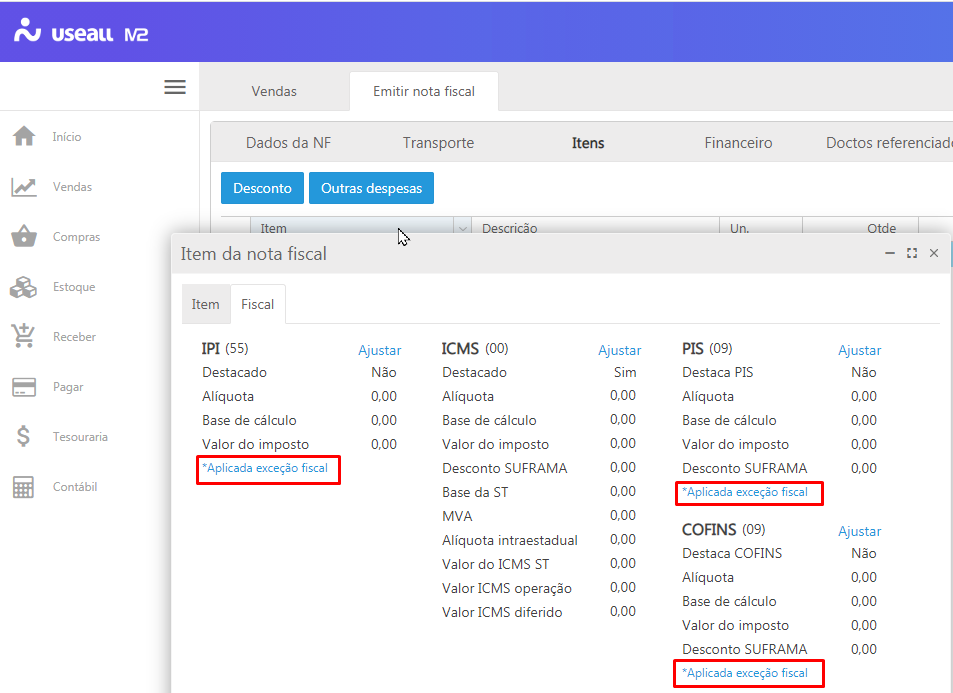 useall M2
Vendas
Emitir nota fiscal
Início
Vendas
Compras
Estoque
Receber
Pagar
Tesouraria
Contábil
Dados da NF
Transporte
Itens
Financeiro
Doctos referenciado
Desconto
Outras despesas
Item
Descrição
Un.
Qtde
Item da nota fiscal
Item
Fiscal
IPI (55) Ajustar
Destacado Não
Alíquota 0,00
Base de cálculo 0,00
Valor do imposto 0,00
*Aplicada exceção fiscal
ICMS (00) Ajustar
Destacado Sim
Alíquota 0,00
Base de cálculo 0,00
Valor do imposto 0,00
Desconto SUFRAMA 0,00
Base da ST 0,00
MVA 0,00
Alíquota intraestadual 0,00
Valor do ICMS ST 0,00
Valor ICMS operação 0,00
Valor ICMS diferido 0,00
PIS (09) Ajustar
Destaca PIS Não
Alíquota 0,00
Base de cálculo 0,00
Valor do imposto 0,00
Desconto SUFRAMA 0,00
*Aplicada exceção fiscal
COFINS (09) Ajustar
Destaca COFINS Não
Alíquota 0,00
Base de cálculo 0,00
Valor do imposto 0,00
Desconto SUFRAMA 0,00
*Aplicada exceção fiscal